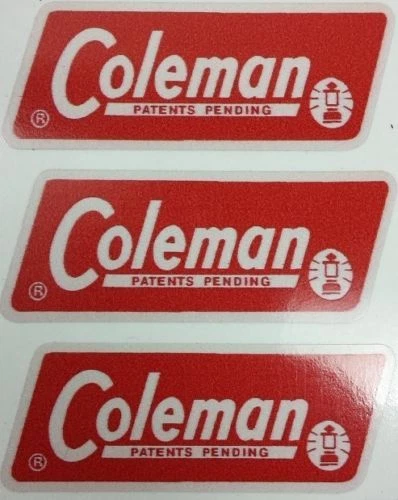 Coleman
PATENTS PENDING
®
Coleman
PATENTS PENDING
®
Coleman
PATENTS PENDING
®